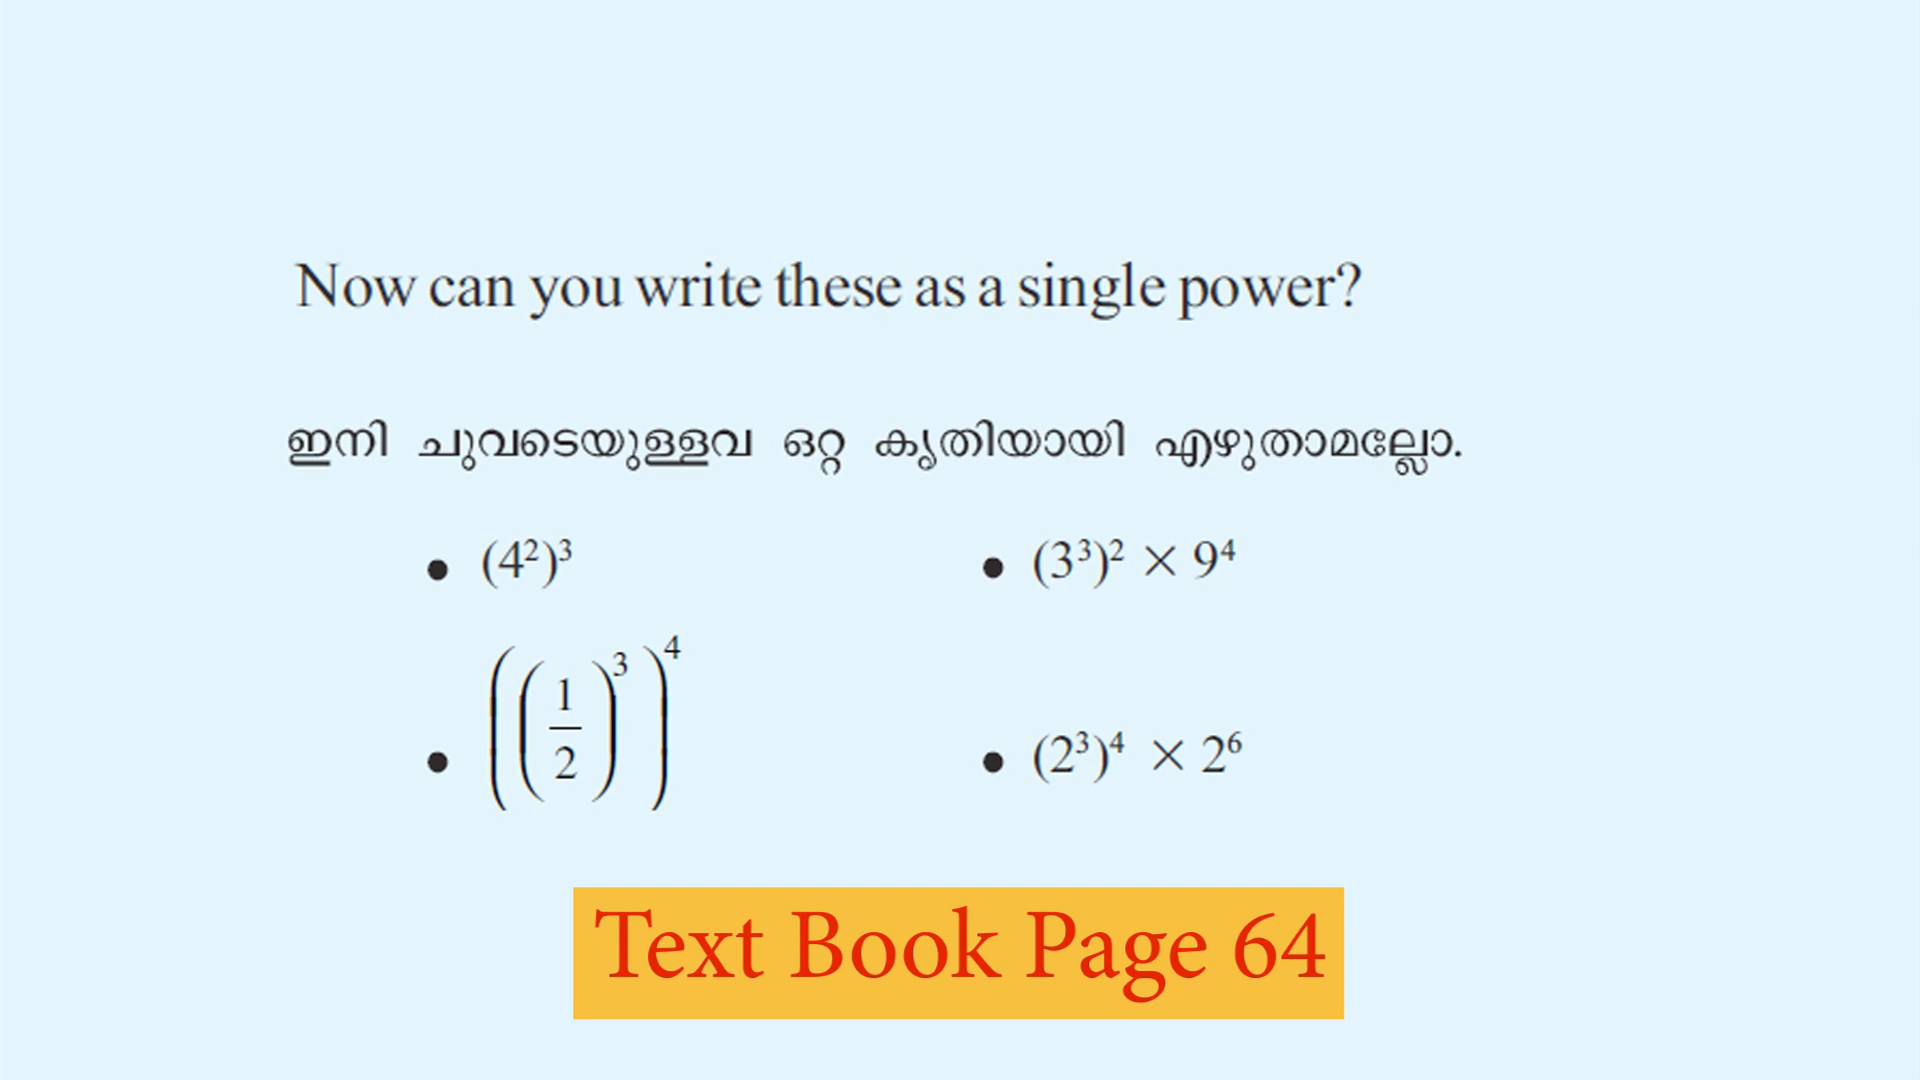 Now can you write these as a single power?
ഇനി ചുവടെയുള്ളവ ഒറ്റ കൃതിയായി എഴുതാമല്ലോ.
• (4²)³ • (3³)² × 9⁴
• ((1/2)³)⁴ • (2³)⁴ × 2⁶
Text Book Page 64